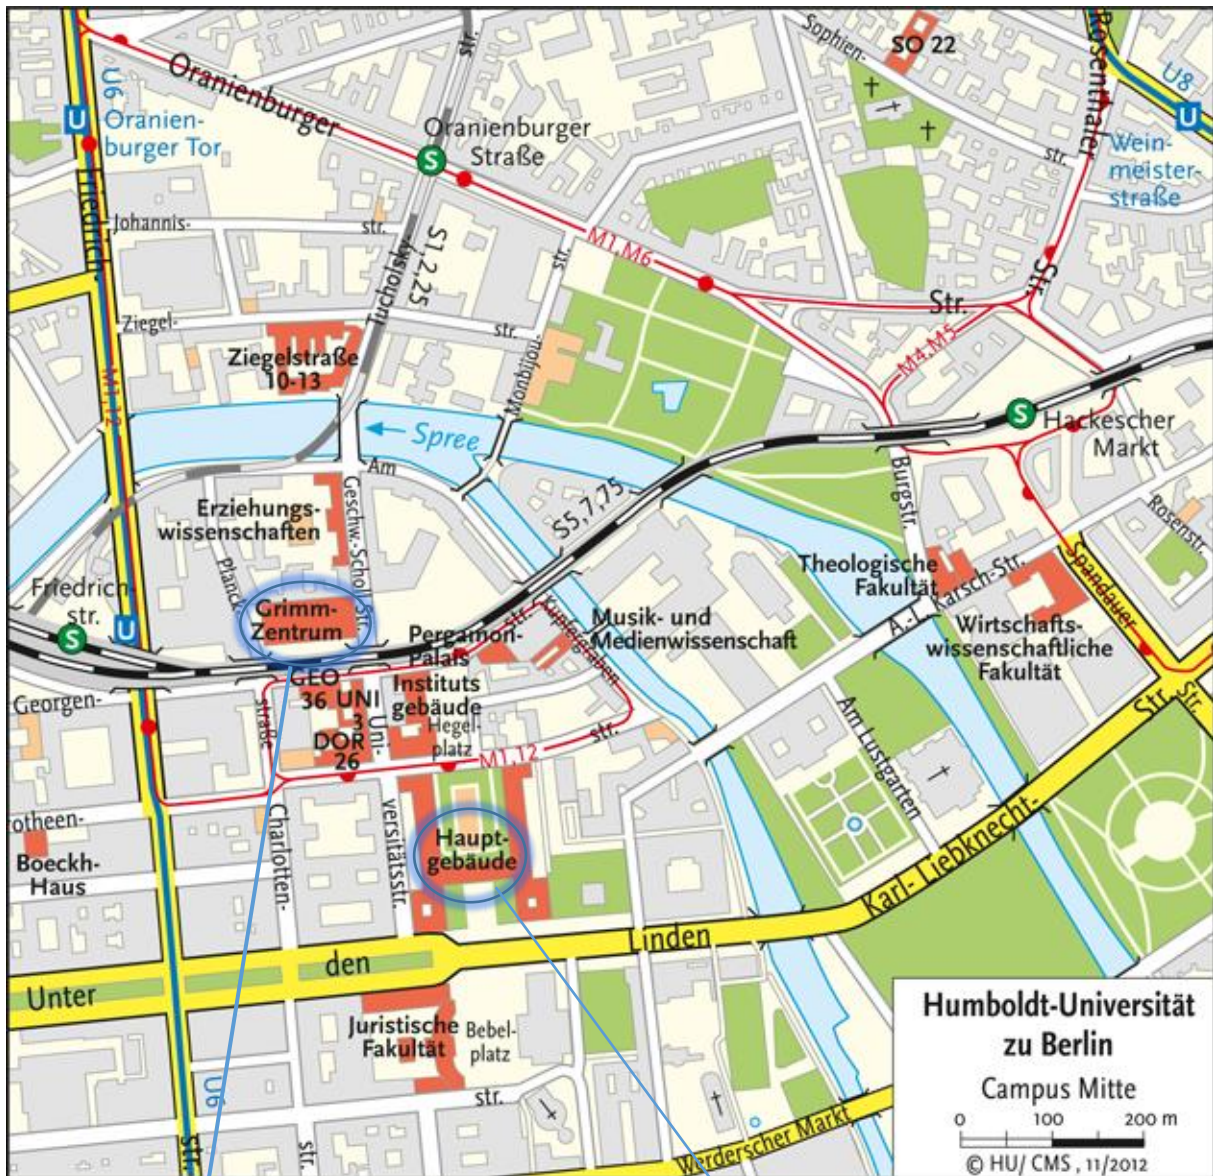 SO 22
Sophien-
str.
Rosenthaler
Str.
U8
U
Wein-
meister-
straße
str.
Oranienburger
Str.
U6
U
Oranien-
burger Tor
Oranienburger
Straße
S
Friedrich-
Johannis-
str.
Tucholsky
S1,2,25
M1,M6
str.
Ziegel-
str.
Ziegelstraße
10-13
Monbijou-
M4,M5
M1,12
S
Hackescher
Markt
← Spree
Am
Burgstr.
S5,7,75
Erziehungs-
wissenschaften
Geschw.-Scholl-Str.
Planck
Rosenstr.
Spandauer
Str.
Theologische
Fakultät
A.-L.
Karsch-Str.
Wirtschafts-
wissenschaftliche
Fakultät
Friedrich-
str.
S
U
Grimm-
Zentrum
Kupfergraben
str.
Musik- und
Medienwissenschaft
Pergamon-
Palais
Instituts
gebäude
Hegel-
platz
GEO
36
UNI
3
DOR
26
Georgen-
straße
Uni-
versitätsstr.
M1,12
str.
Am Lustgarten
otheen-
Boeckh-
Haus
Charlotten-
Haupt-
gebäude
Karl-Liebknecht-
Str.
Unter
den
Linden
Juristische
Fakultät
Bebel-
platz
U6
str.
str.
str.
Werderscher Markt
Humboldt-Universität
zu Berlin
Campus Mitte
0 100 200 m
© HU/ CMS , 11/2012